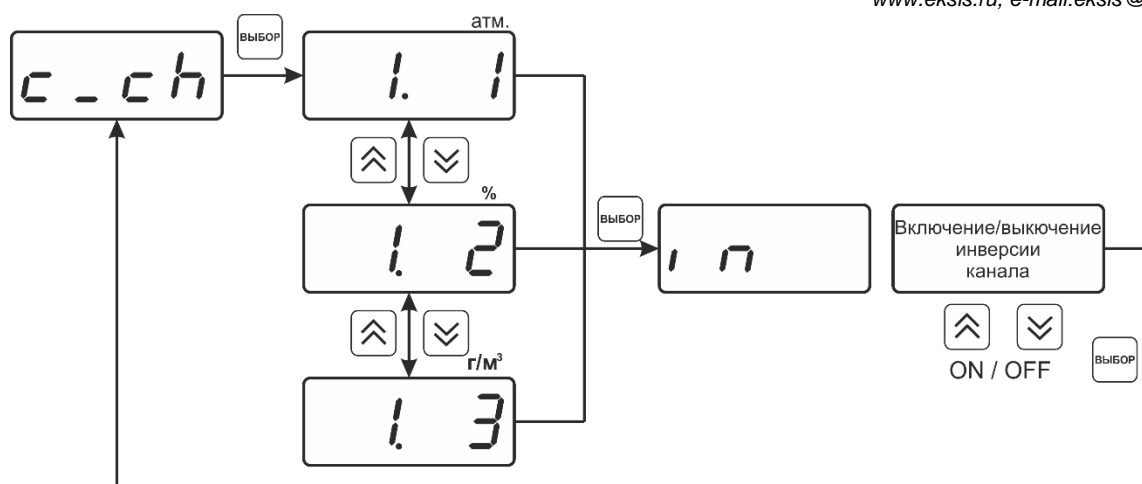 www.eksis.ru, e-mail:eksis@
атм.
ВЫБОР
c_ch
1. 1
%
ВЫБОР
1. 2
in
Включение/выкючение
инверсии
канала
г/м³
1. 3
ON / OFF
ВЫБОР